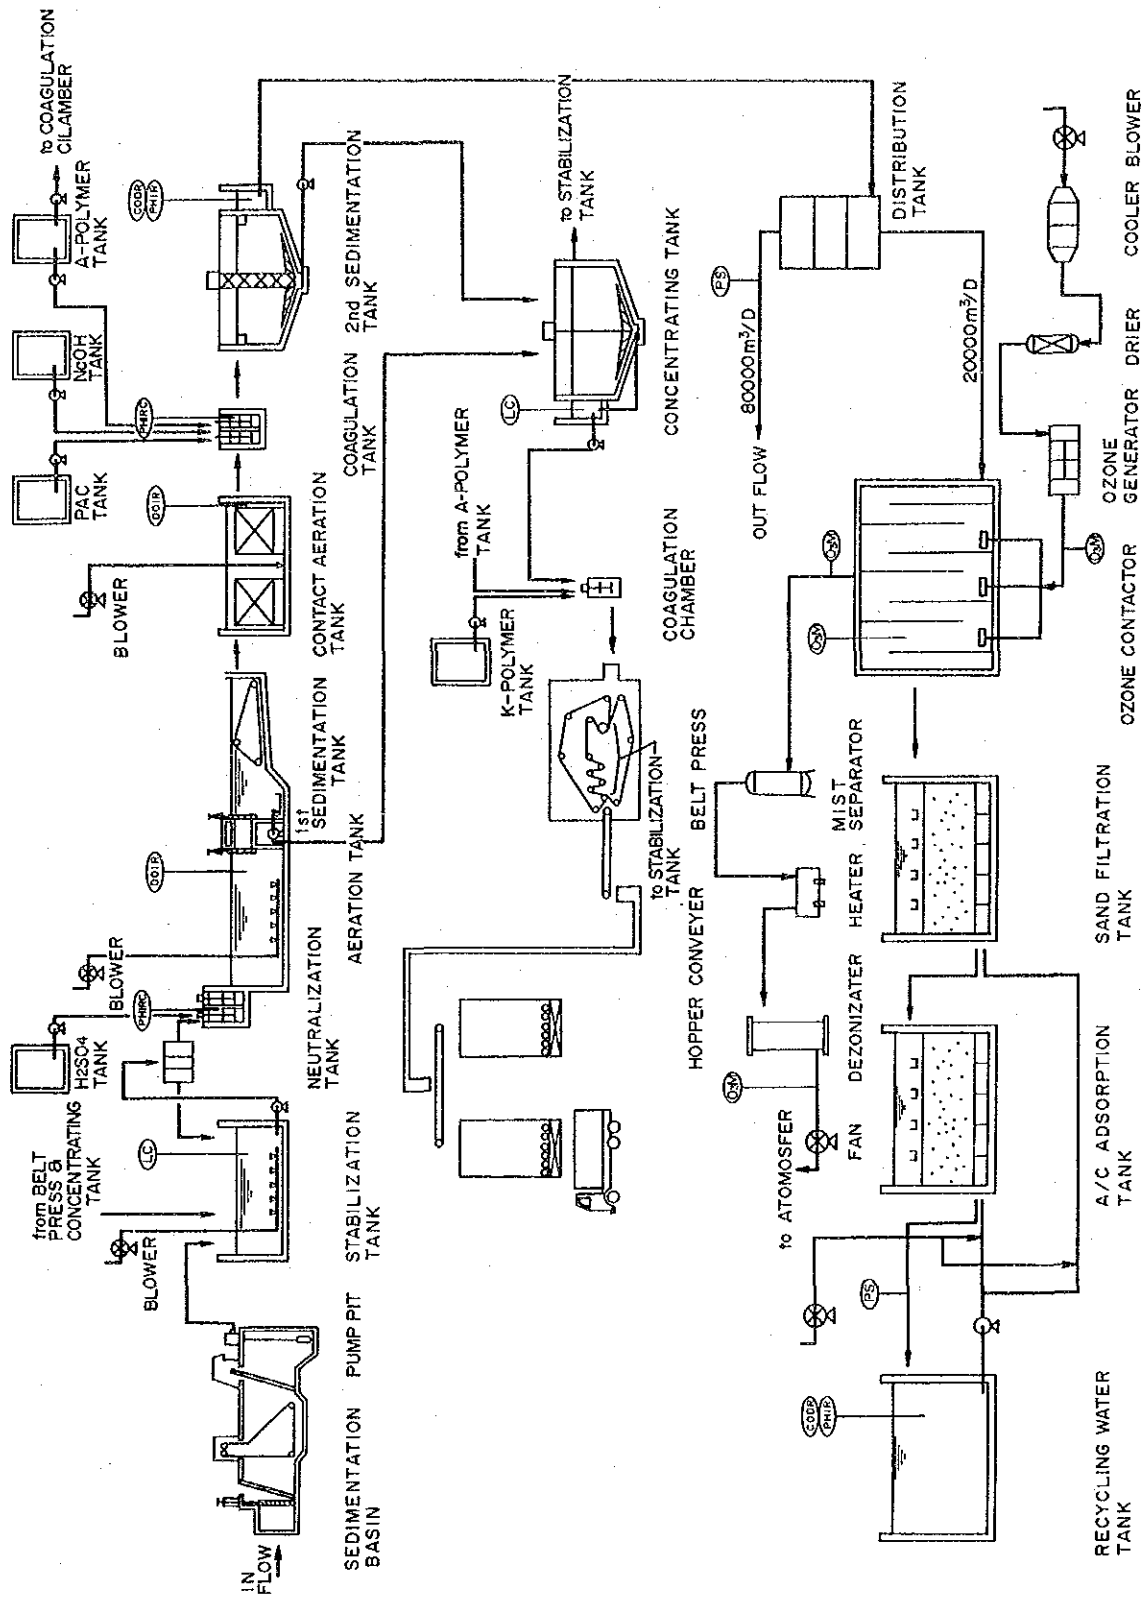 IN
FLOW
SEDIMENTATION
BASIN
PUMP PIT
from BELT
PRESS &
CONCENTRATING
TANK
BLOWER
LC
STABILIZATION
TANK
H2SO4
TANK
PHIRC
NEUTRALIZATION
TANK
BLOWER
DOIR
AERATION TANK
1st
SEDIMENTATION
TANK
BLOWER
DOIR
CONTACT AERATION
TANK
PAC
TANK
NcOH
TANK
A-POLYMER
TANK
to COAGULATION
CILAMBER
PHIRC
COAGULATION
TANK
CODR
PHIR
2nd SEDIMENTATION
TANK
HOPPER
CONVEYER
BELT PRESS
to STABILIZATION
TANK
K-POLYMER
TANK
from A-POLYMER
TANK
COAGULATION
CHAMBER
LC
CONCENTRATING TANK
to STABILIZATION
TANK
OUT FLOW
80000m³/D
PS
DISTRIBUTION
TANK
20000m³/D
to ATOMOSFER
O3M
FAN
DEZONIZATER
HEATER
MIST
SEPARATOR
O3M
O3M
O3M
OZONE CONTACTOR
OZONE
GENERATOR
DRIER
COOLER BLOWER
CODR
PHIR
PS
RECYCLING WATER
TANK
A/C ADSORPTION
TANK
SAND FILTRATION
TANK